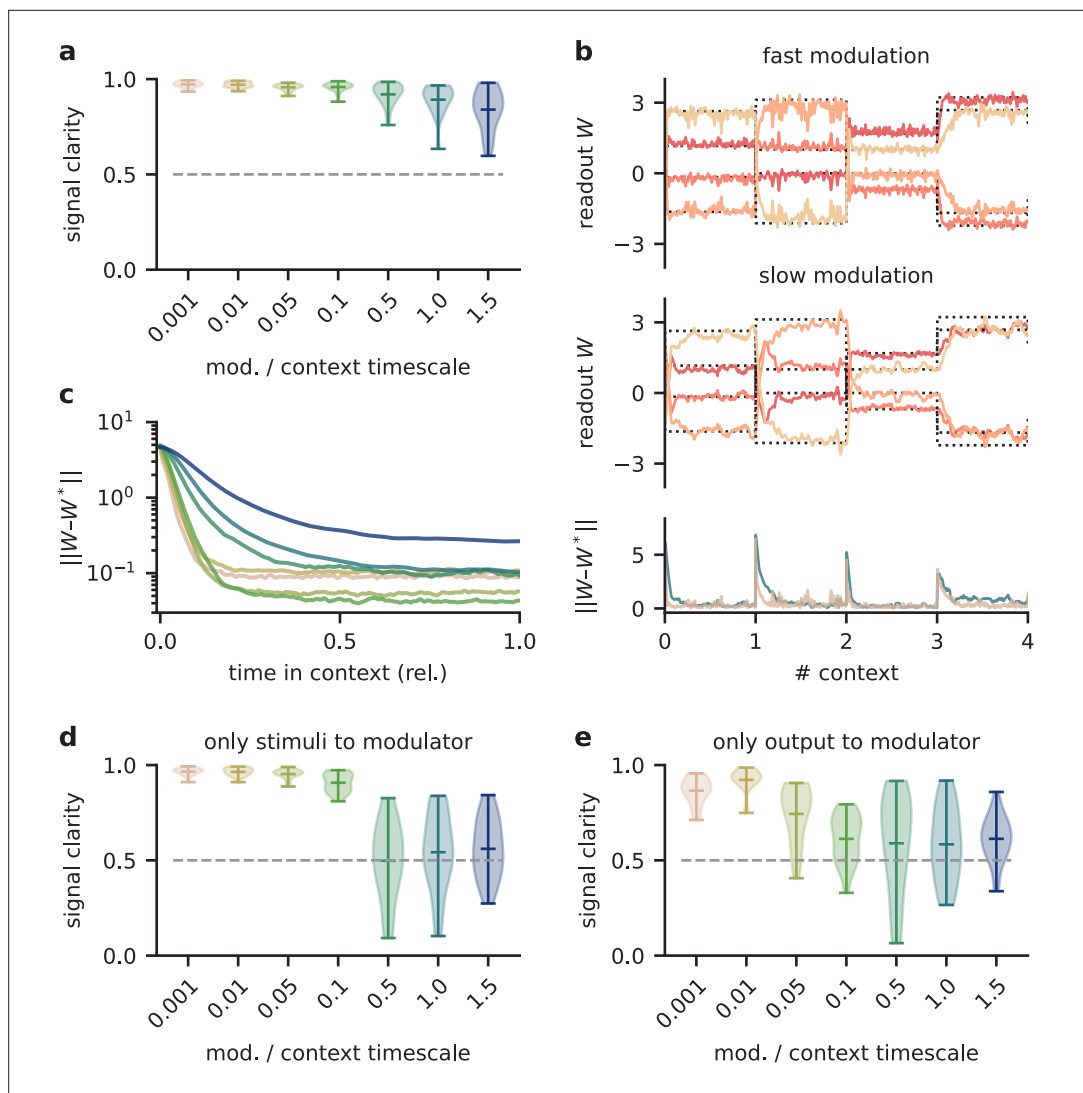 a
1.0
0.5
0.0
signal clarity
0.001
0.01
0.05
0.1
0.5
1.0
1.5
mod. / context timescale
b
fast modulation
3
0
−3
readout W
slow modulation
3
0
−3
readout W
5
0
||W–W*||
0
1
2
3
4
# context
c
10¹
10⁰
10⁻¹
||W–W*||
0.0
0.5
1.0
time in context (rel.)
d
only stimuli to modulator
1.0
0.5
0.0
signal clarity
0.001
0.01
0.05
0.1
0.5
1.0
1.5
mod. / context timescale
e
only output to modulator
1.0
0.5
0.0
signal clarity
0.001
0.01
0.05
0.1
0.5
1.0
1.5
mod. / context timescale